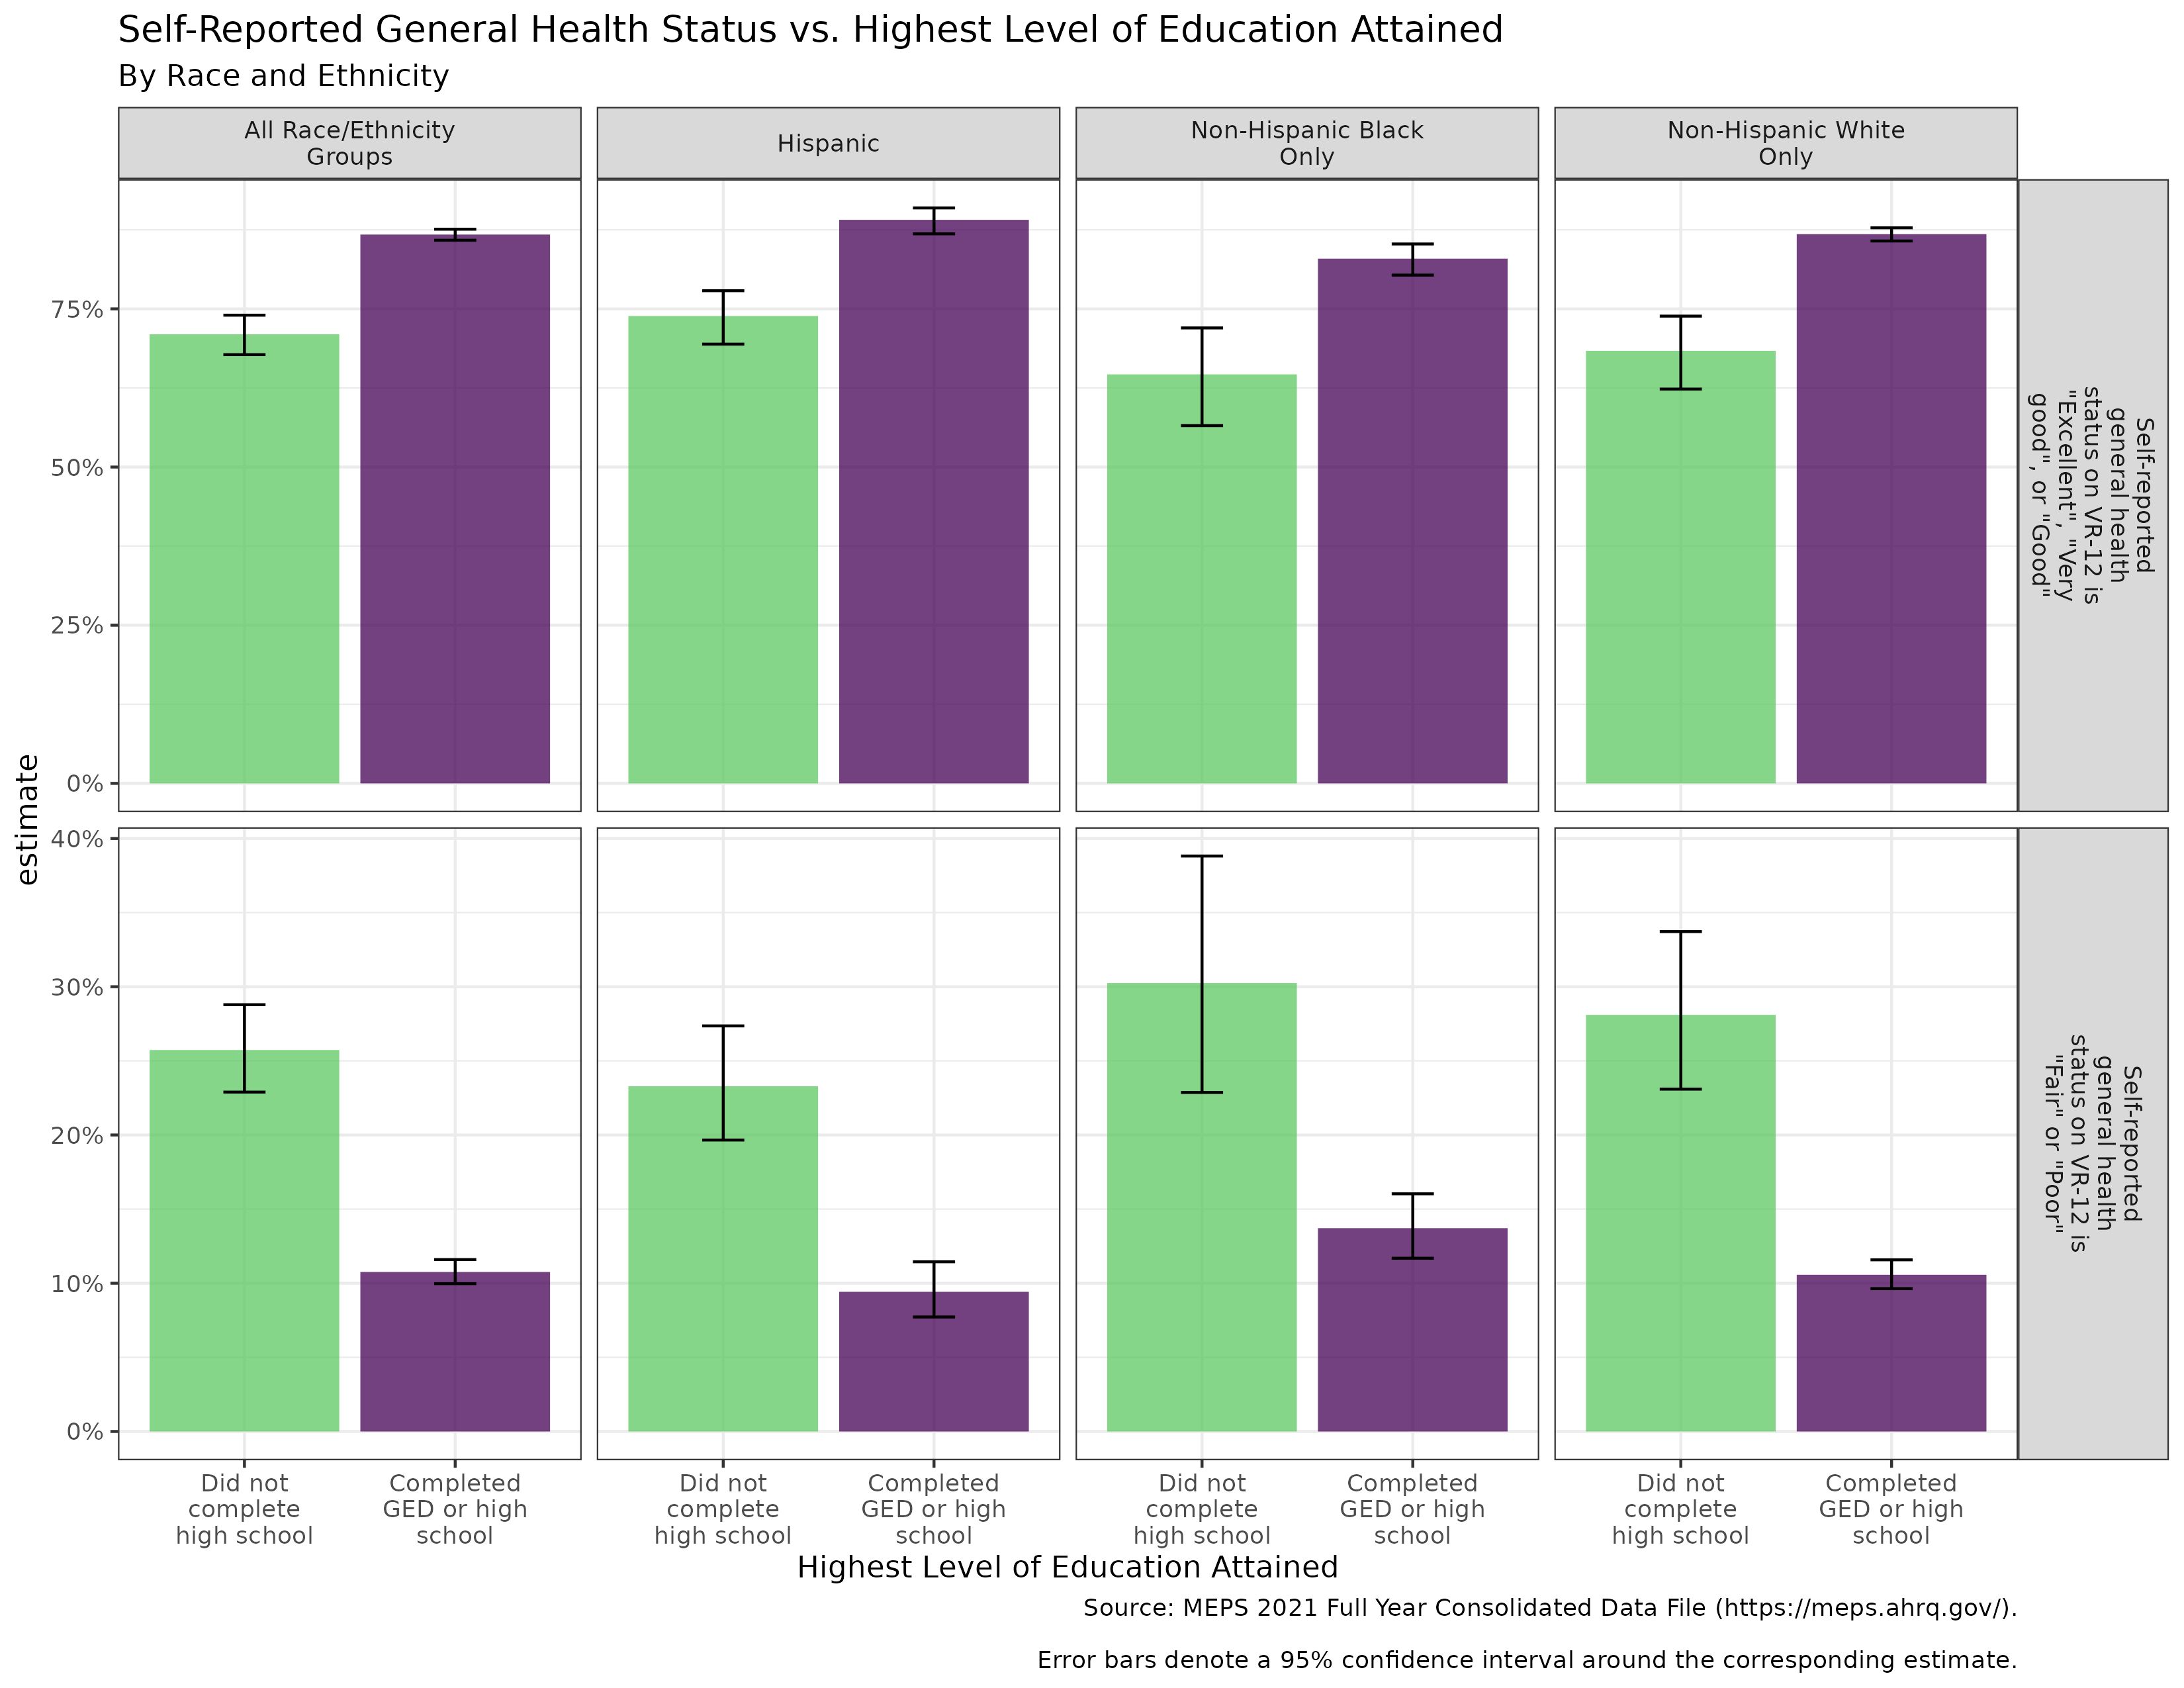 Self-Reported General Health Status vs. Highest Level of Education Attained
By Race and Ethnicity
All Race/Ethnicity
Groups
Hispanic
Non-Hispanic Black
Only
Non-Hispanic White
Only
75%
50%
25%
0%
Self-reported
general health
status on VR-12 is
"Excellent", "Very
good", or "Good"
estimate
40%
30%
20%
10%
0%
Self-reported
general health
status on VR-12 is
"Fair" or "Poor"
Did not
complete
high school
Completed
GED or high
school
Did not
complete
high school
Completed
GED or high
school
Did not
complete
high school
Completed
GED or high
school
Did not
complete
high school
Completed
GED or high
school
Highest Level of Education Attained
Source: MEPS 2021 Full Year Consolidated Data File (https://meps.ahrq.gov/).
Error bars denote a 95% confidence interval around the corresponding estimate.